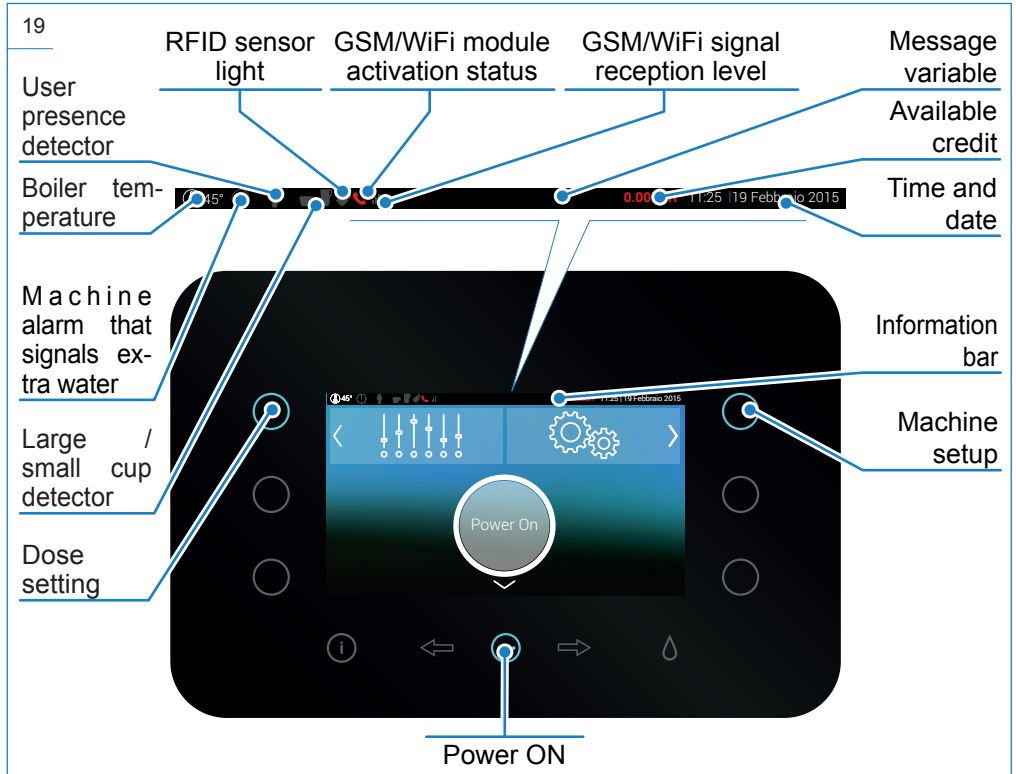 19
RFID sensor
light
GSM/WiFi module
activation status
GSM/WiFi signal
reception level
Message
variable
User
presence
detector
Available
credit
Boiler tem-
perature
45°
11:25 |19 Febbraio 2015
Time and
date
Machine
alarm that
signals ex-
tra water
Information
bar
45°
11:25 | 19 Febbraio 2015
Large /
small cup
detector
Machine
setup
Power On
Dose
setting
i
Power ON